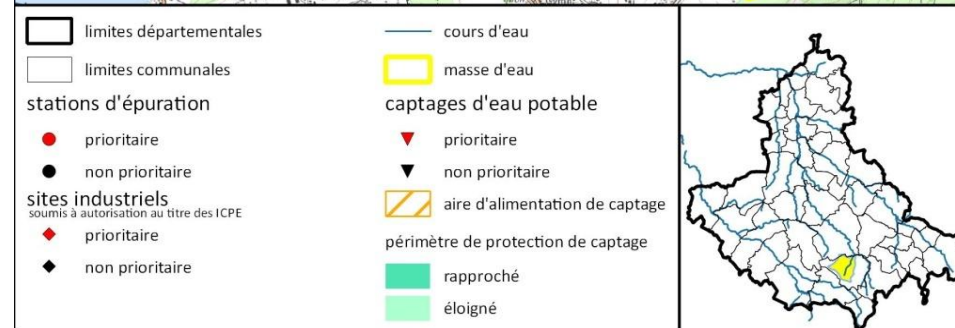 limites départementales
limites communales
stations d'épuration
prioritaire
non prioritaire
sites industriels
soumis à autorisation au titre des ICPE
prioritaire
non prioritaire
cours d'eau
masse d'eau
captages d'eau potable
prioritaire
non prioritaire
aire d'alimentation de captage
périmètre de protection de captage
rapproché
éloigné